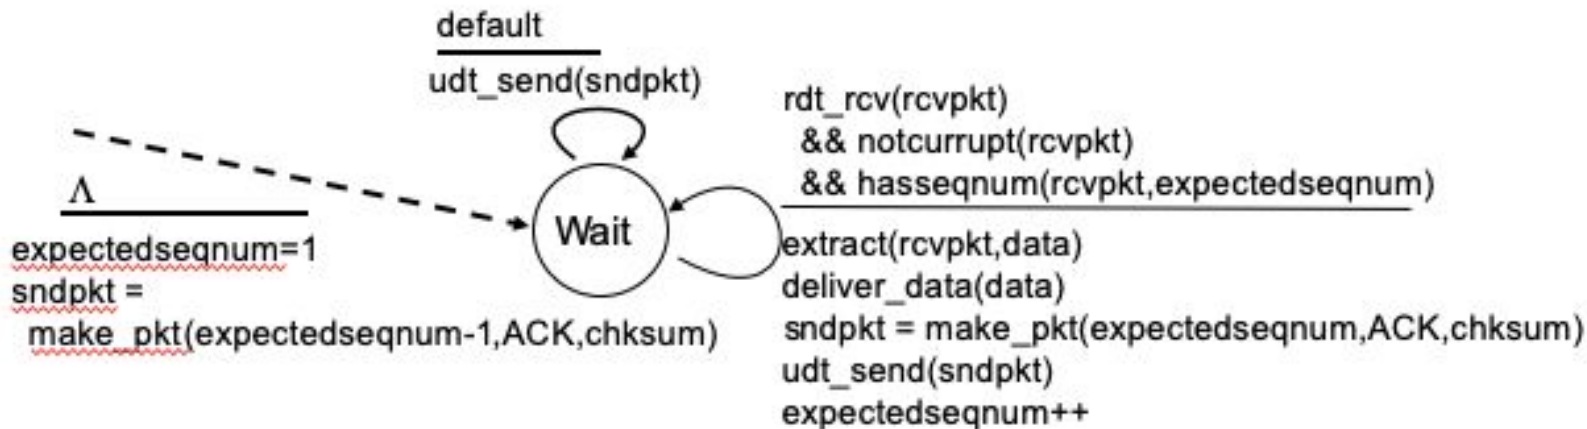 default
udt_send(sndpkt)
rdt_rcv(rcvpkt)
&& notcurrupt(rcvpkt)
&& hasseqnum(rcvpkt,expectedseqnum)
Λ
expectedseqnum=1
sndpkt =
make_pkt(expectedseqnum-1,ACK,chksum)
Wait
extract(rcvpkt,data)
deliver_data(data)
sndpkt = make_pkt(expectedseqnum,ACK,chksum)
udt_send(sndpkt)
expectedseqnum++